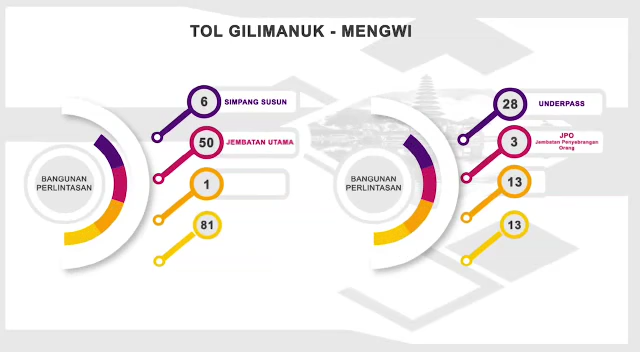 TOL GILIMANUK - MENGWI
BANGUNAN
PERLINTASAN
6
SIMPANG SUSUN
50
JEMBATAN UTAMA
1
81
BANGUNAN
PERLINTASAN
28
UNDERPASS
3
JPO
Jembatan Penyebrangan
Orang
13
13